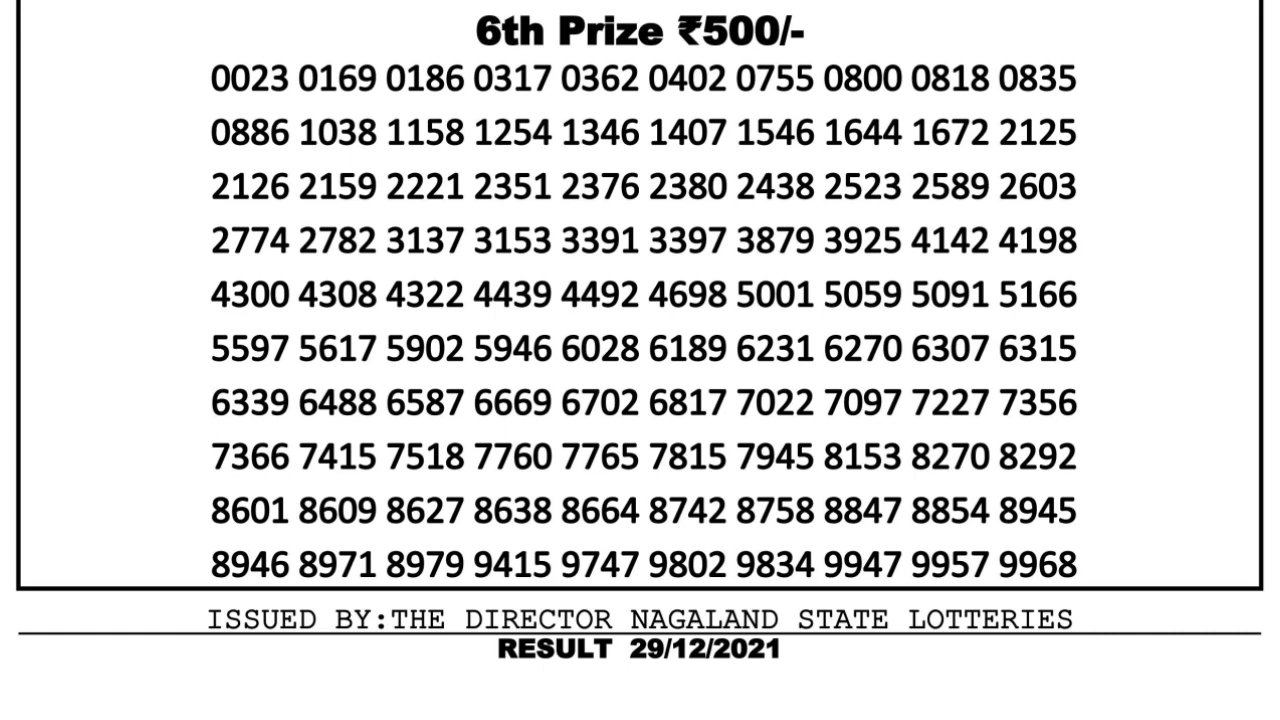 6th Prize ₹500/-
0023 0169 0186 0317 0362 0402 0755 0800 0818 0835
0886 1038 1158 1254 1346 1407 1546 1644 1672 2125
2126 2159 2221 2351 2376 2380 2438 2523 2589 2603
2774 2782 3137 3153 3391 3397 3879 3925 4142 4198
4300 4308 4322 4439 4492 4698 5001 5059 5091 5166
5597 5617 5902 5946 6028 6189 6231 6270 6307 6315
6339 6488 6587 6669 6702 6817 7022 7097 7227 7356
7366 7415 7518 7760 7765 7815 7945 8153 8270 8292
8601 8609 8627 8638 8664 8742 8758 8847 8854 8945
8946 8971 8979 9415 9747 9802 9834 9947 9957 9968
ISSUED BY:THE DIRECTOR NAGALAND STATE LOTTERIES
RESULT 29/12/2021